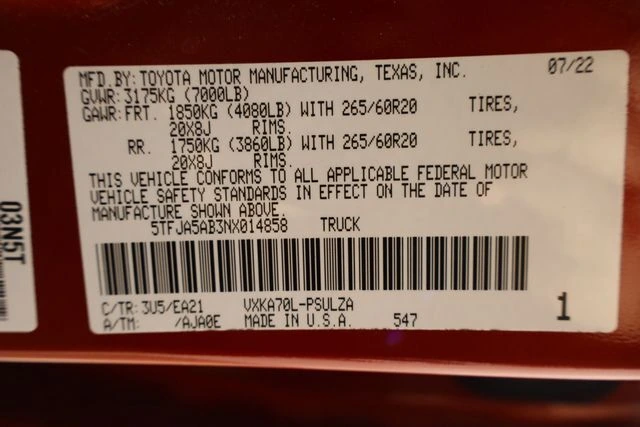 MFD.BY:TOYOTA MOTOR MANUFACTURING, TEXAS, INC. 07/22
GVWR:3175KG (7000LB)
GAWR:FRT. 1850KG (4080LB) WITH 265/60R20 TIRES,
20X8J RIMS.
RR. 1750KG (3860LB) WITH 265/60R20 TIRES,
20X8J RIMS.
THIS VEHICLE CONFORMS TO ALL APPLICABLE FEDERAL MOTOR
VEHICLE SAFETY STANDARDS IN EFFECT ON THE DATE OF
MANUFACTURE SHOWN ABOVE.
5TFJA5AB3NX014858 TRUCK
C/TR:3U5/EA21 VXKA70L-PSULZA
A/TM: /AJA0E MADE IN U.S.A. 547 1
03N5T